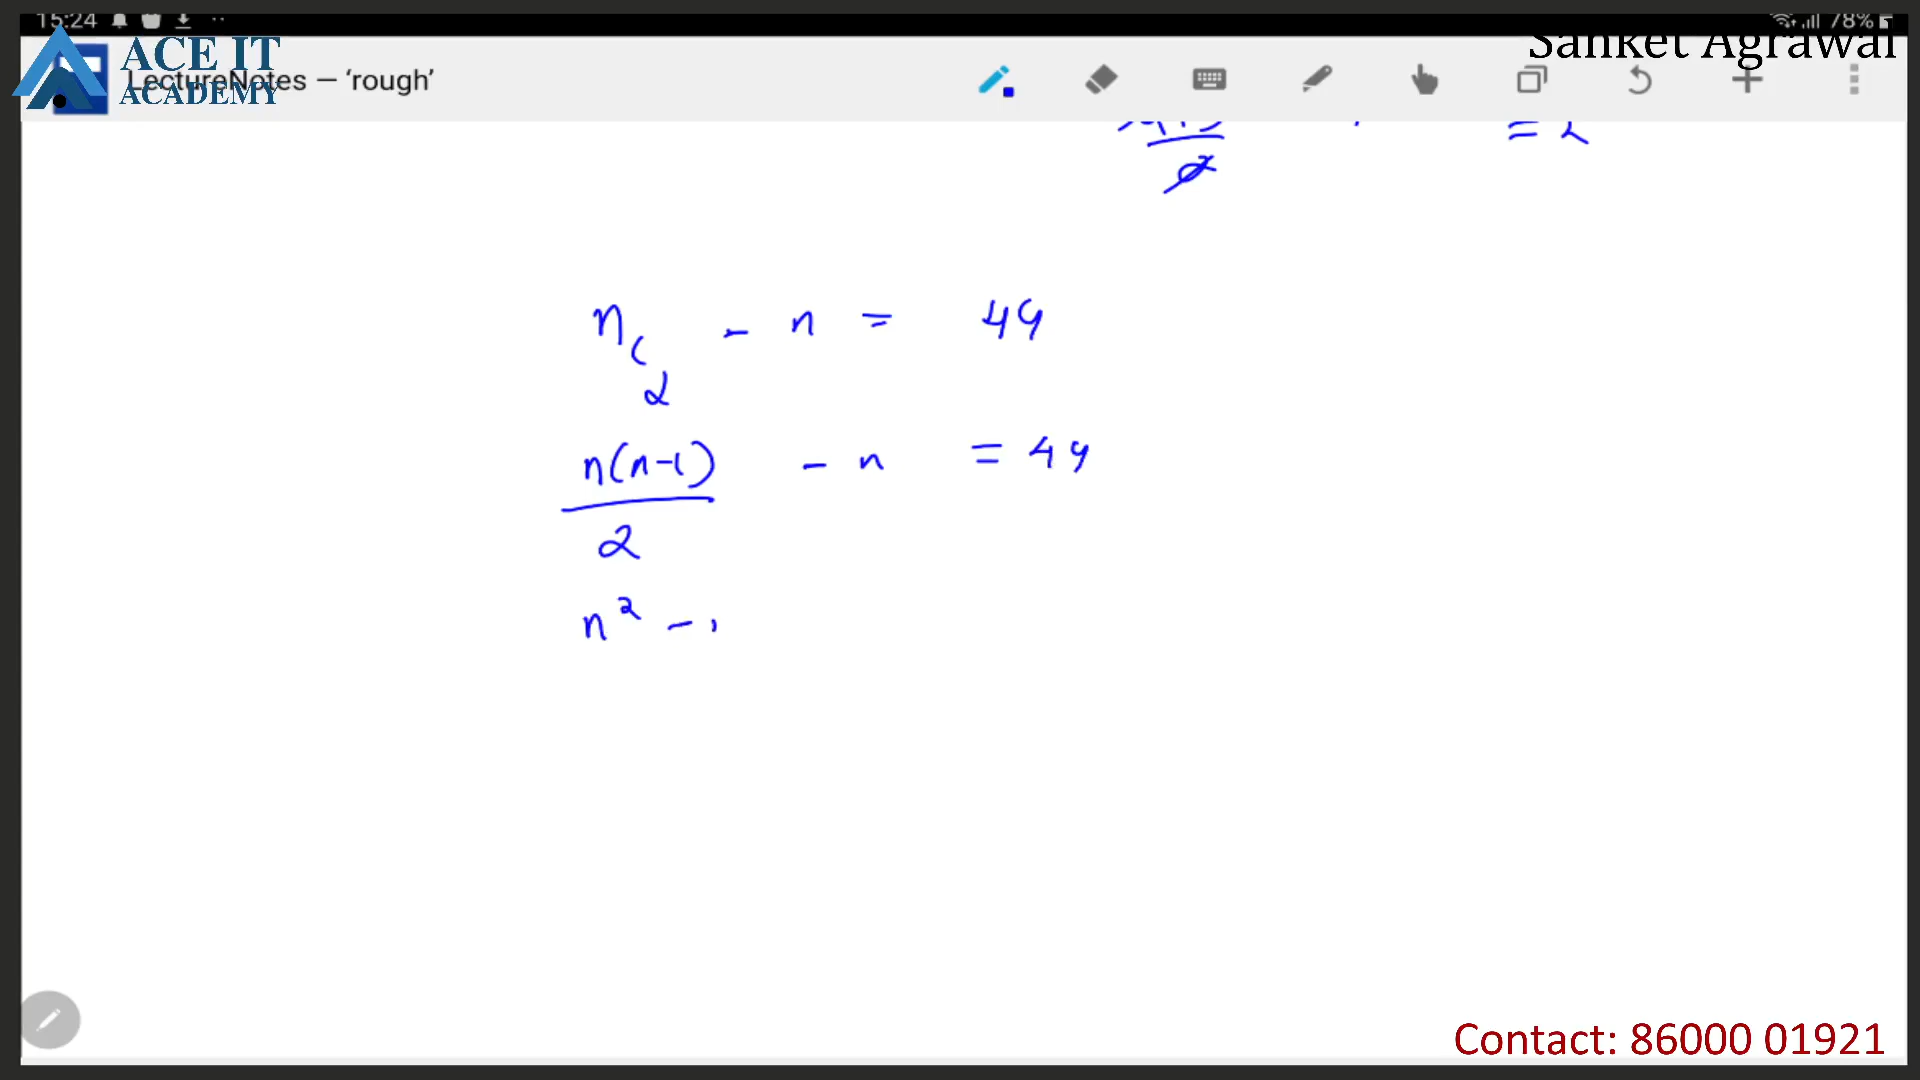 15:24 78%
Sanket Agrawal
ACE IT
ACADEMY
LectureNotes — ‘rough’
= 2
nC2 - n = 44
n(n-1) - n = 44
2
n² -
Contact: 86000 01921